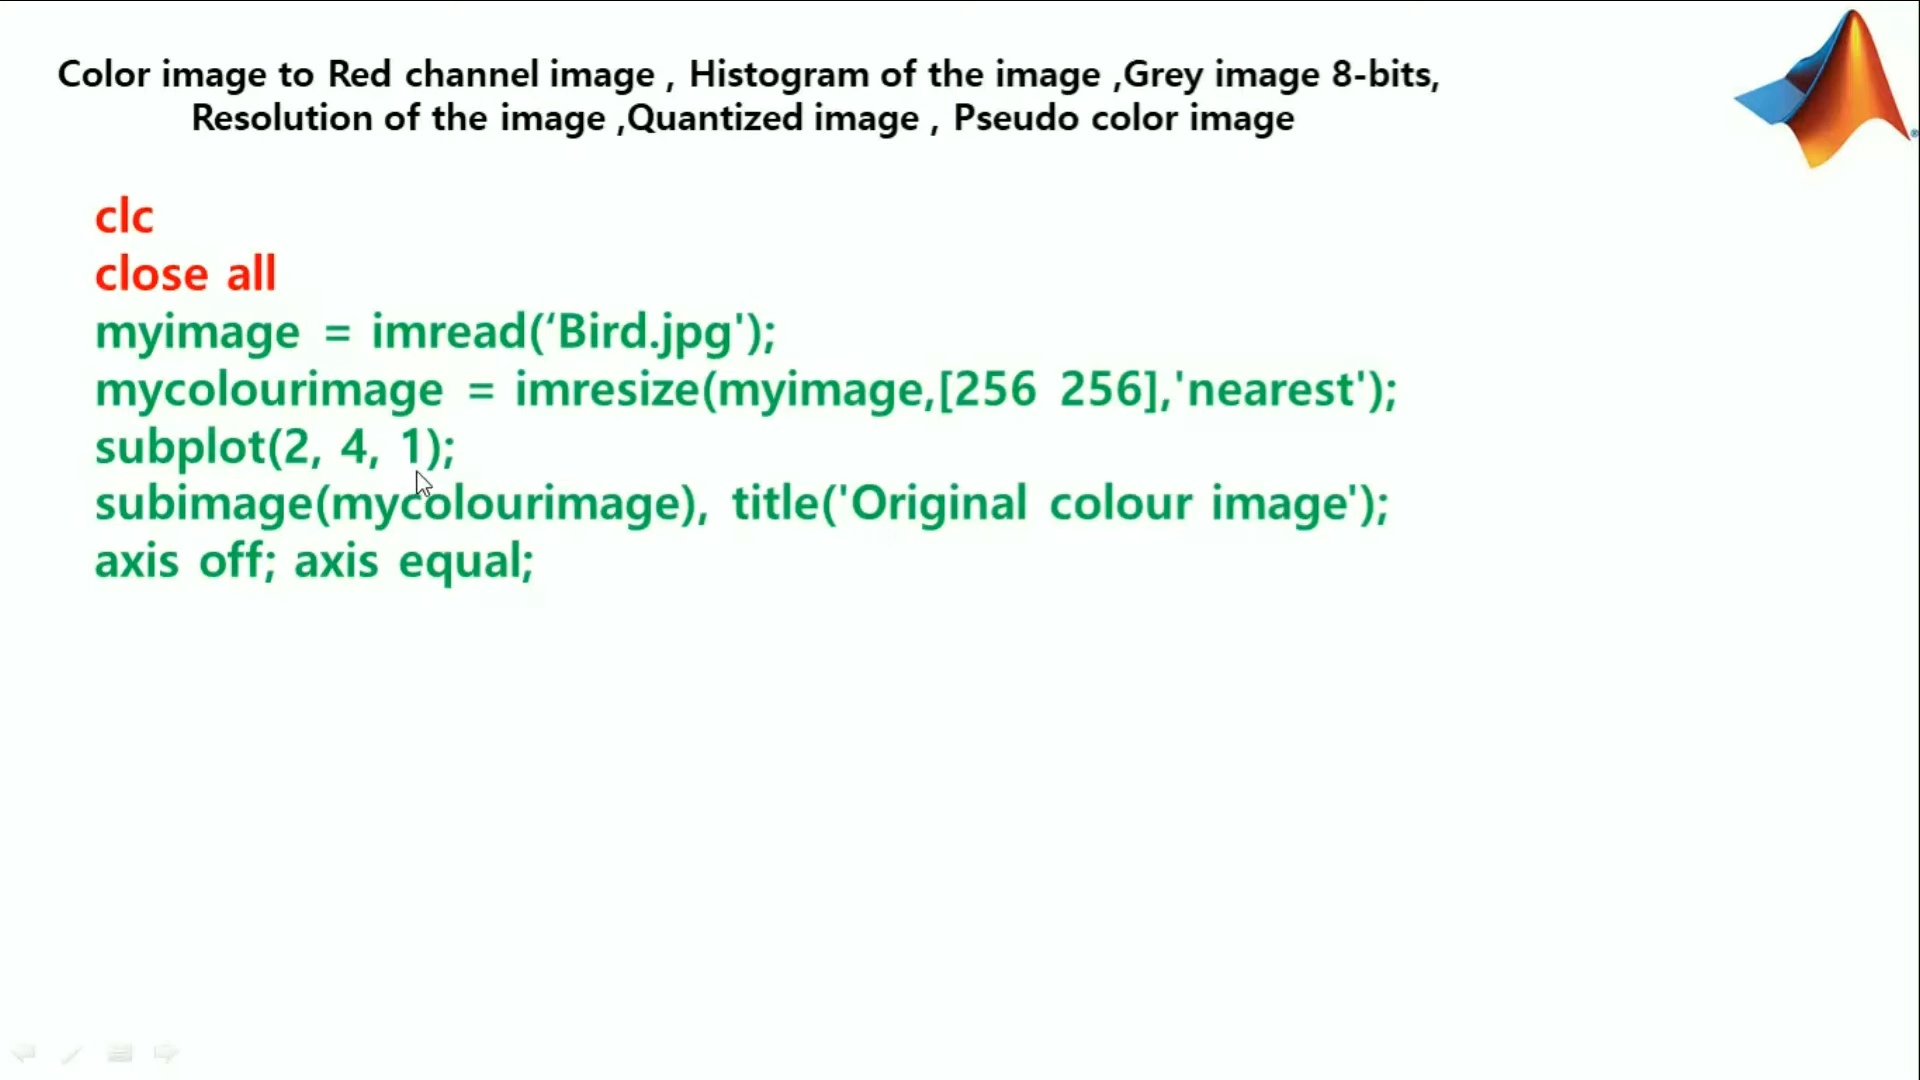 Color image to Red channel image , Histogram of the image ,Grey image 8-bits,
Resolution of the image ,Quantized image , Pseudo color image
clc
close all
myimage = imread(‘Bird.jpg');
mycolourimage = imresize(myimage,[256 256],'nearest');
subplot(2, 4, 1);
subimage(mycolourimage), title('Original colour image');
axis off; axis equal;